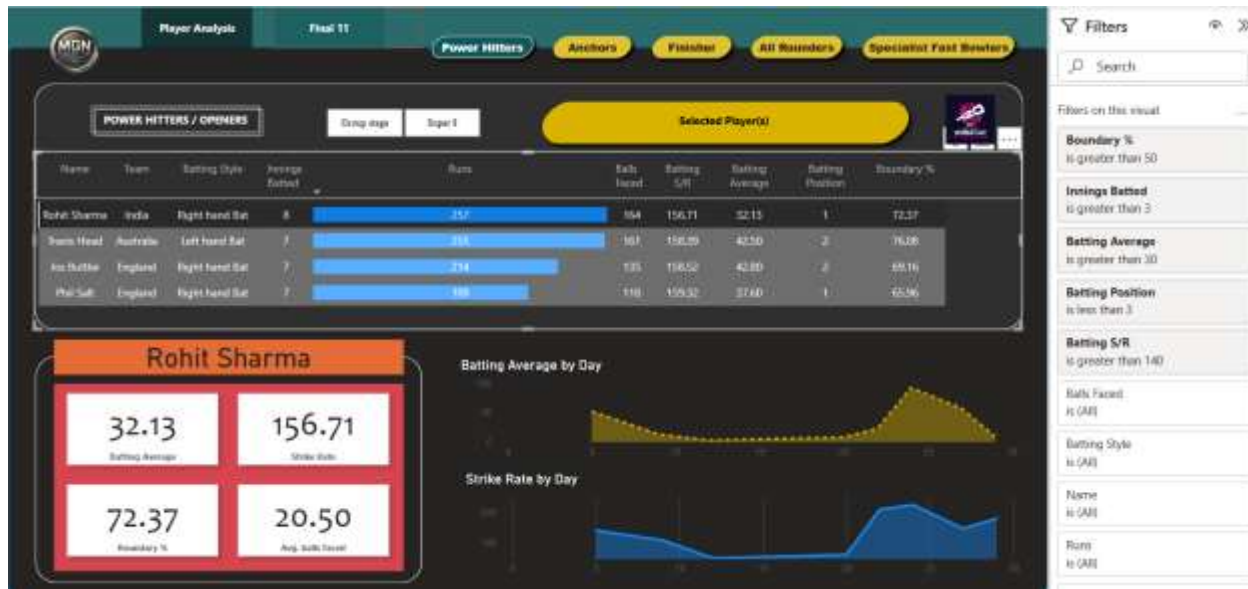 Player Analysis
Final 11
MGN
Power Hitters
Anchors
Finisher
All Rounders
Specialist Fast Bowlers
POWER HITTERS / OPENERS
Group stage
Super 8
Selected Player(s)
Name Team Batting Style Innings Batted Runs Balls Faced Batting S/R Batting Average Batting Position Boundary %
Rohit Sharma India Right hand Bat 8 257 164 156.71 32.13 1 72.37
Travis Head Australia Left hand Bat 7 255 161 158.39 42.50 2 76.08
Jos Buttler England Right hand Bat 7 214 135 158.52 42.80 2 69.16
Phil Salt England Right hand Bat 7 188 118 159.32 37.60 1 65.96
Rohit Sharma
32.13
Batting Average
156.71
Strike Rate
72.37
Boundary %
20.50
Avg. balls faced
Batting Average by Day
Strike Rate by Day
Filters
Search
Filters on this visual
Boundary %
is greater than 50
Innings Batted
is greater than 3
Batting Average
is greater than 30
Batting Position
is less than 3
Batting S/R
is greater than 140
Balls Faced
is (All)
Batting Style
is (All)
Name
is (All)
Runs
is (All)